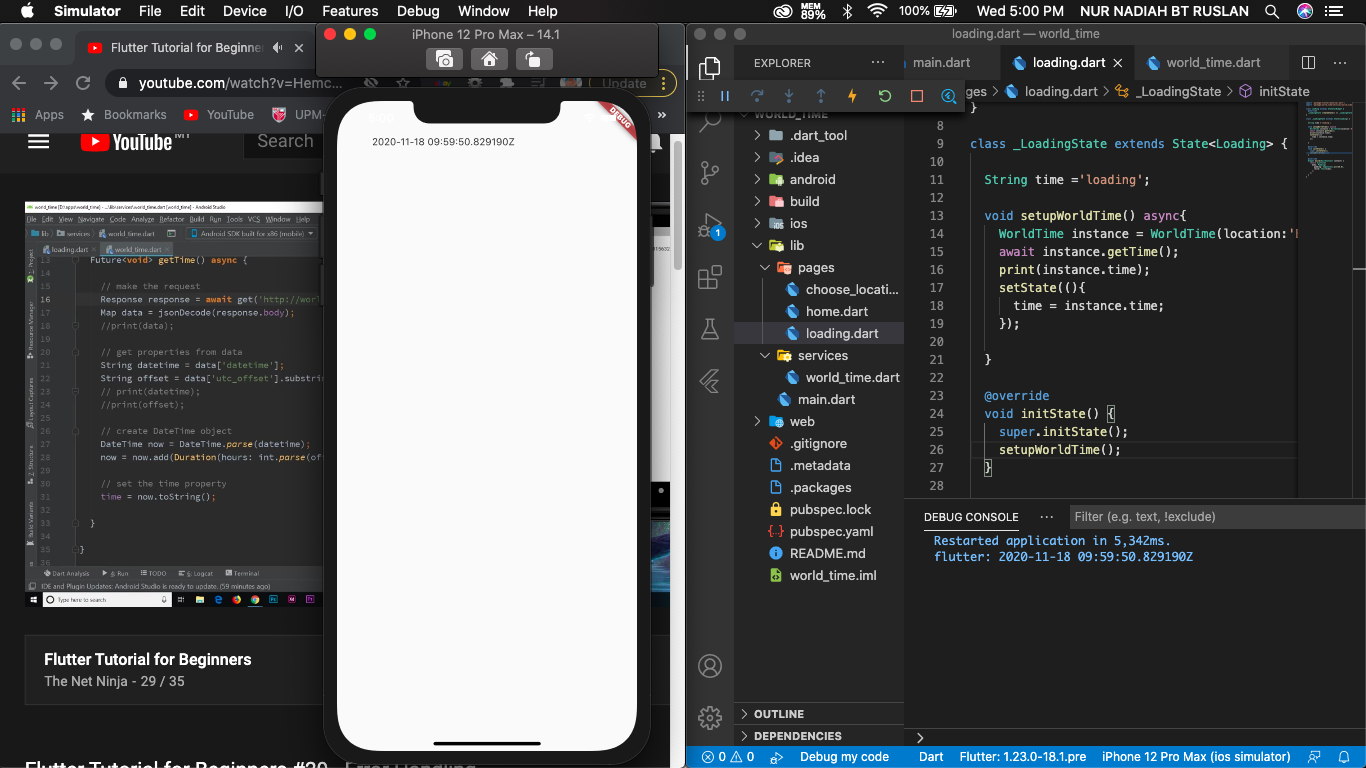 Simulator File Edit Device I/O Features Debug Window Help MEM 89% 100% Wed 5:00 PM NUR NADIAH BT RUSLAN
Flutter Tutorial for Beginne
youtube.com/watch?v=Hemc... Update
Apps Bookmarks YouTube UPM- »
YouTube MY Search
world_time.dart [world_time] - Android Studio
File Edit View Navigate Code Analyze Refactor Build Run Tools VCS Window Help
lib services world_time.dart Android SDK built for x86 (mobile)
loading.dart world_time.dart
13 Future<void> getTime() async {
14
15 // make the request
16 Response response = await get('http://worl
17 Map data = jsonDecode(response.body);
18 //print(data);
20 // get properties from data
21 String datetime = data['datetime'];
22 String offset = data['utc_offset'].substrin
23 // print(datetime);
24 //print(offset);
25
26 // create DateTime object
27 DateTime now = DateTime.parse(datetime);
28 now = now.add(Duration(hours: int.parse(of
30 // set the time property
31 time = now.toString();
33 }
35 }
Dart Analysis 4: Run TODO 6: Logcat Terminal
IDE and Plugin Updates: Android Studio is ready to update. (59 minutes ago)
Type here to search
Flutter Tutorial for Beginners
The Net Ninja - 29 / 35
Flutter Tutorial for Beginners #29 - Error Handling
iPhone 12 Pro Max – 14.1
DEBUG
2020-11-18 09:59:50.829190Z
loading.dart — world_time
EXPLORER ···
main.dart loading.dart world_time.dart ···
ges > loading.dart > _LoadingState > initState
WORLD_TIME
.dart_tool
.idea
android
build
ios
lib
pages
choose_locati...
home.dart
loading.dart
services
world_time.dart
main.dart
web
.gitignore
.metadata
.packages
pubspec.lock
pubspec.yaml
README.md
world_time.iml
OUTLINE
DEPENDENCIES
1
}
8
9 class _LoadingState extends State<Loading> {
10
11 String time ='loading';
12
13 void setupWorldTime() async{
14 WorldTime instance = WorldTime(location:'
15 await instance.getTime();
16 print(instance.time);
17 setState((){
18 time = instance.time;
19 });
20
21 }
22
23 @override
24 void initState() {
25 super.initState();
26 setupWorldTime();
27 }
28
DEBUG CONSOLE ··· Filter (e.g. text, !exclude)
Restarted application in 5,342ms.
flutter: 2020-11-18 09:59:50.829190Z
0 0 Debug my code Dart Flutter: 1.23.0-18.1.pre iPhone 12 Pro Max (ios simulator)